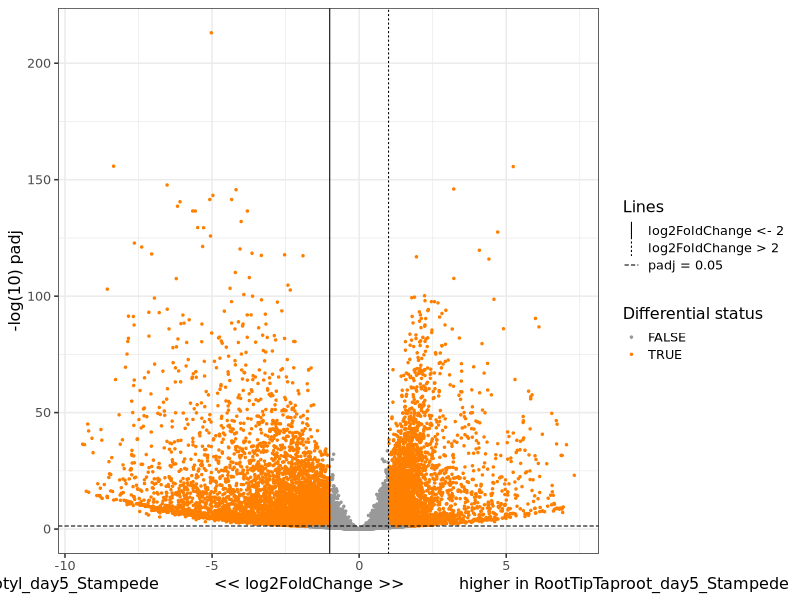 200
150
100
50
0
-log(10) padj
-10
-5
0
5
otyl_day5_Stampede << log2FoldChange >> higher in RootTipTaproot_day5_Stampede
Lines
log2FoldChange <- 2
log2FoldChange > 2
padj = 0.05
Differential status
FALSE
TRUE